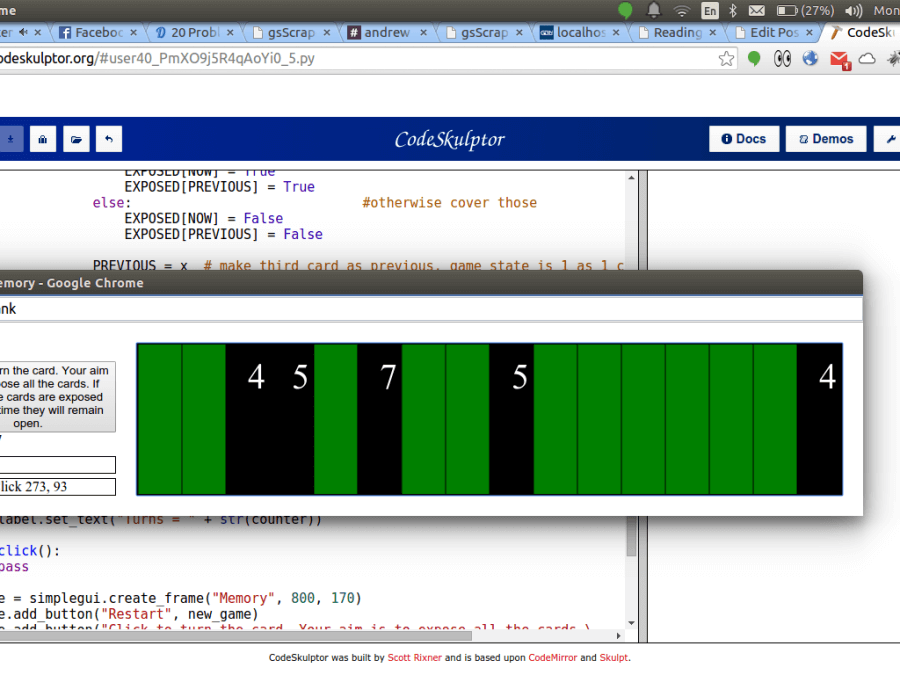 me
En
(27%)
Mon
er
Faceboc
20 Probl
gsScrap
andrew
gsScrap
localhos
Reading
Edit Pos
CodeSku
odeskulptor.org/#user40_PmXO9j5R4qAoYi0_5.py
1
CodeSkulptor
Docs
Demos
EXPOSED[NOW] = True
EXPOSED[PREVIOUS] = True
else: #otherwise cover those
EXPOSED[NOW] = False
EXPOSED[PREVIOUS] = False
PREVIOUS = x # make third card as previous, game state is 1 as 1 c
emory - Google Chrome
nk
rn the card. Your aim
ose all the cards. If
e cards are exposed
time they will remain
open.
lick 273, 93
4 5 7 5 4
label.set_text("Turns = " + str(counter))
click():
pass
e = simplegui.create_frame("Memory", 800, 170)
e.add_button("Restart", new_game)
e.add_button("Click to turn the card. Your aim is to expose all the cards.\
CodeSkulptor was built by Scott Rixner and is based upon CodeMirror and Skulpt.